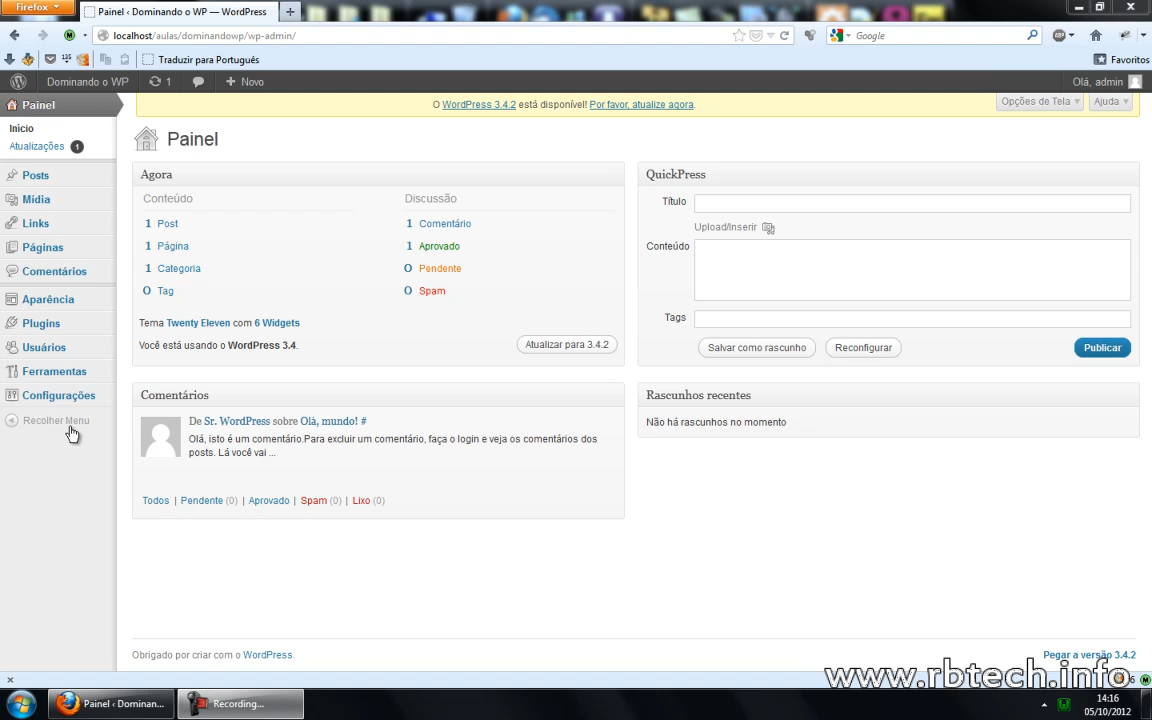 Firefox
Painel ‹ Dominando o WP — WordPress
localhost/aulas/dominandowp/wp-admin/
Google
Traduzir para Português
Favoritos
Dominando o WP
1
Novo
Olá, admin
Painel
O WordPress 3.4.2 está disponível! Por favor, atualize agora.
Opções de Tela
Ajuda
Início
Atualizações 1
Posts
Mídia
Links
Páginas
Comentários
Aparência
Plugins
Usuários
Ferramentas
Configurações
Recolher Menu
Painel
Agora
Conteúdo
1 Post
1 Página
1 Categoria
0 Tag
Discussão
1 Comentário
1 Aprovado
0 Pendente
0 Spam
Tema Twenty Eleven com 6 Widgets
Você está usando o WordPress 3.4.
Atualizar para 3.4.2
QuickPress
Título
Upload/Inserir
Conteúdo
Tags
Salvar como rascunho
Reconfigurar
Publicar
Comentários
De Sr. WordPress sobre Olá, mundo! #
Olá, isto é um comentário.Para excluir um comentário, faça o login e veja os comentários dos
posts. Lá você vai ...
Todos | Pendente (0) | Aprovado | Spam (0) | Lixo (0)
Rascunhos recentes
Não há rascunhos no momento
Obrigado por criar com o WordPress.
Pegar a versão 3.4.2
www.rbtech.info
Painel ‹ Dominan...
Recording...
14:16
05/10/2012